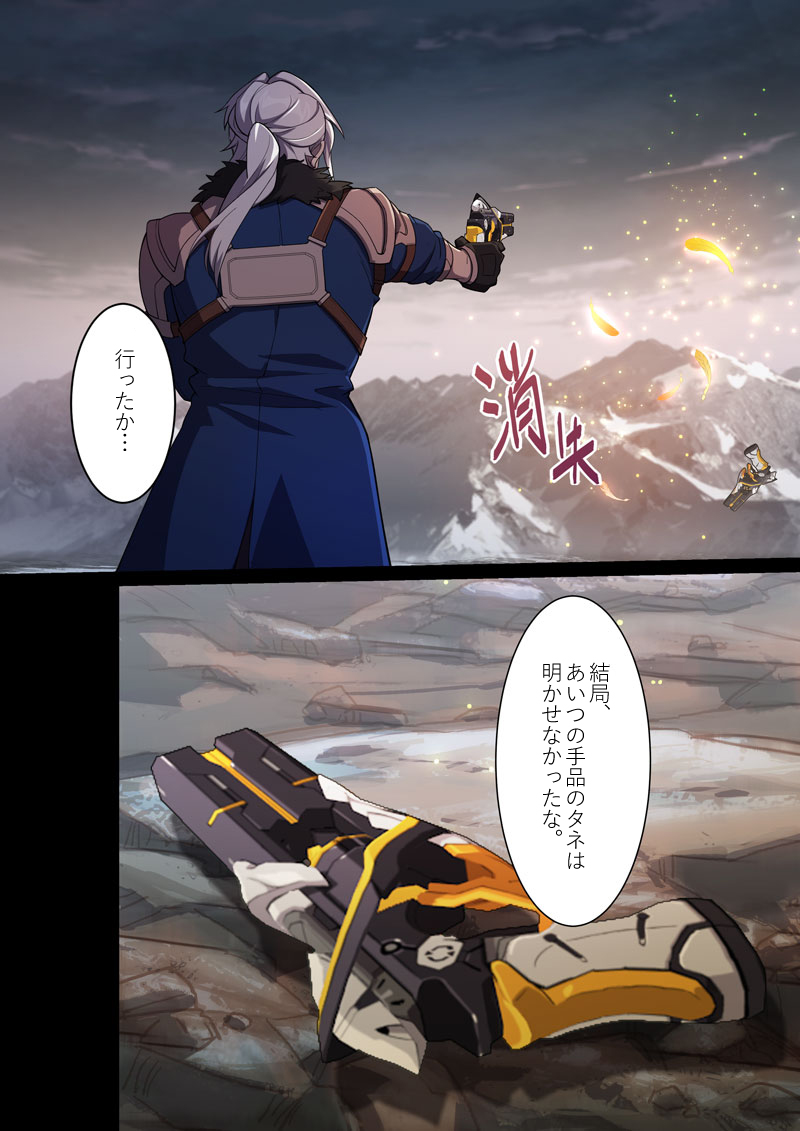 消失
行ったか…
結局、
あいつの手品のタネは
明かせなかったな。